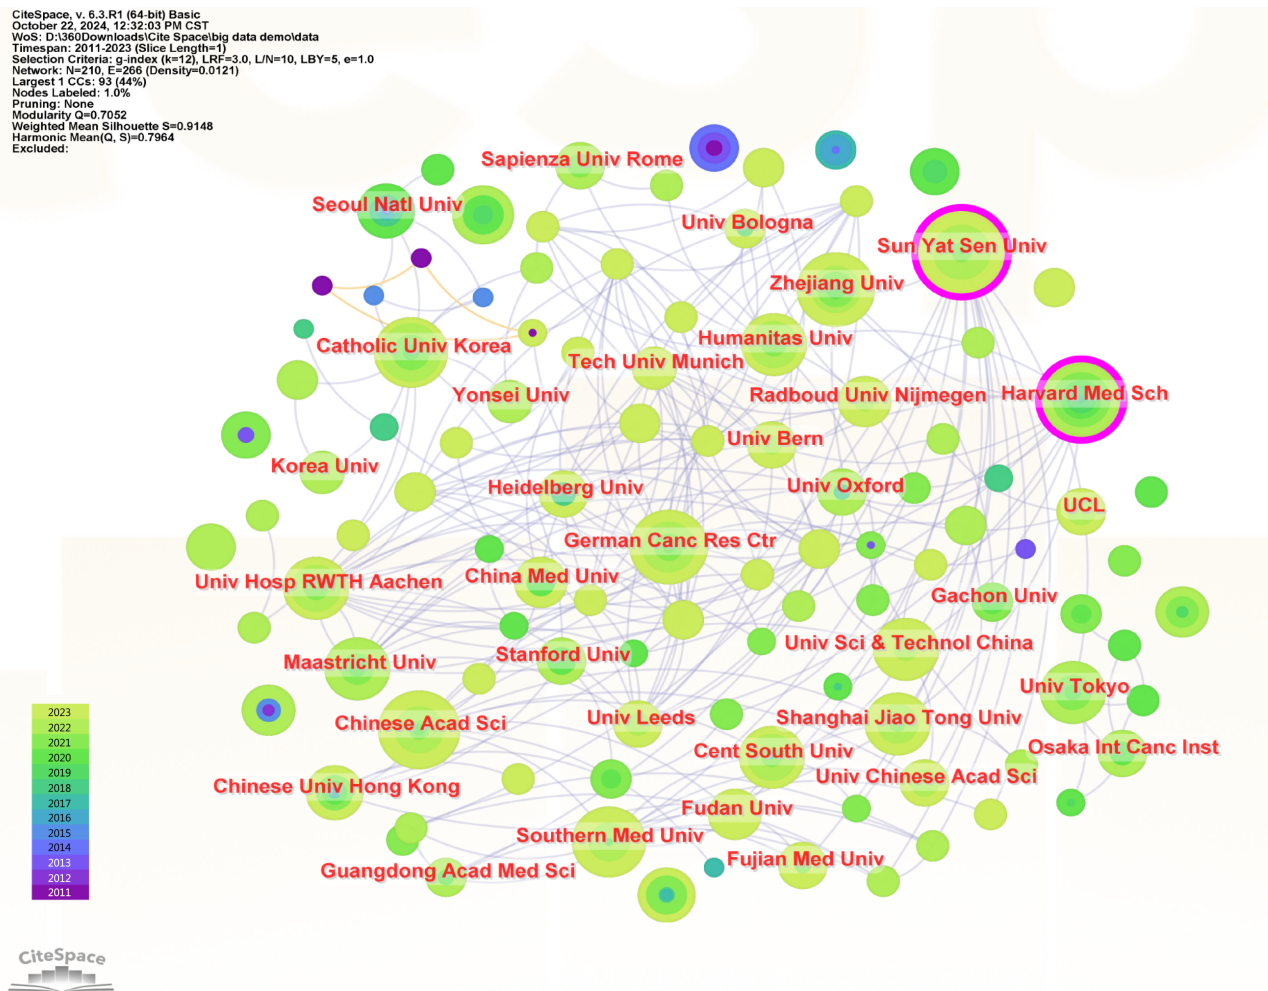 CiteSpace, v. 6.3.R1 (64-bit) Basic
October 22, 2024, 12:32:03 PM CST
WoS: D:\360Downloads\Cite Space\big data demo\data
Timespan: 2011-2023 (Slice Length=1)
Selection Criteria: g-index (k=12), LRF=3.0, L/N=10, LBY=5, e=1.0
Network: N=210, E=266 (Density=0.0121)
Largest 1 CCs: 93 (44%)
Nodes Labeled: 1.0%
Pruning: None
Modularity Q=0.7052
Weighted Mean Silhouette S=0.9148
Harmonic Mean(Q, S)=0.7964
Excluded:
Sapienza Univ Rome
Seoul Natl Univ
Univ Bologna
Sun Yat Sen Univ
Zhejiang Univ
Humanitas Univ
Catholic Univ Korea
Tech Univ Munich
Yonsei Univ
Radboud Univ Nijmegen
Harvard Med Sch
Univ Bern
Korea Univ
Heidelberg Univ
Univ Oxford
UCL
German Canc Res Ctr
Univ Hosp RWTH Aachen
China Med Univ
Gachon Univ
Univ Sci & Technol China
Maastricht Univ
Stanford Univ
Univ Tokyo
Chinese Acad Sci
Univ Leeds
Shanghai Jiao Tong Univ
Cent South Univ
Osaka Int Canc Inst
Chinese Univ Hong Kong
Univ Chinese Acad Sci
Fudan Univ
Southern Med Univ
Guangdong Acad Med Sci
Fujian Med Univ
2023
2022
2021
2020
2019
2018
2017
2016
2015
2014
2013
2012
2011
CiteSpace